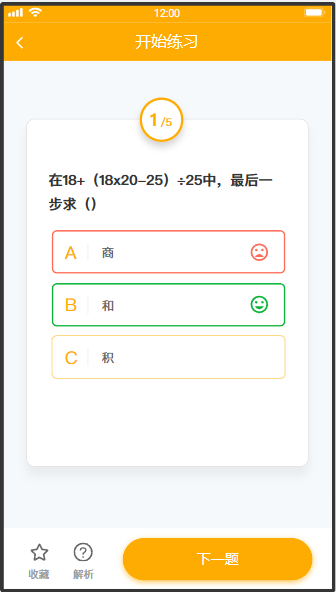 12:00
开始练习
1/5
在18+（18x20-25）÷25中，最后一
步求（）
A 商
B 和
C 积
收藏 解析 下一题